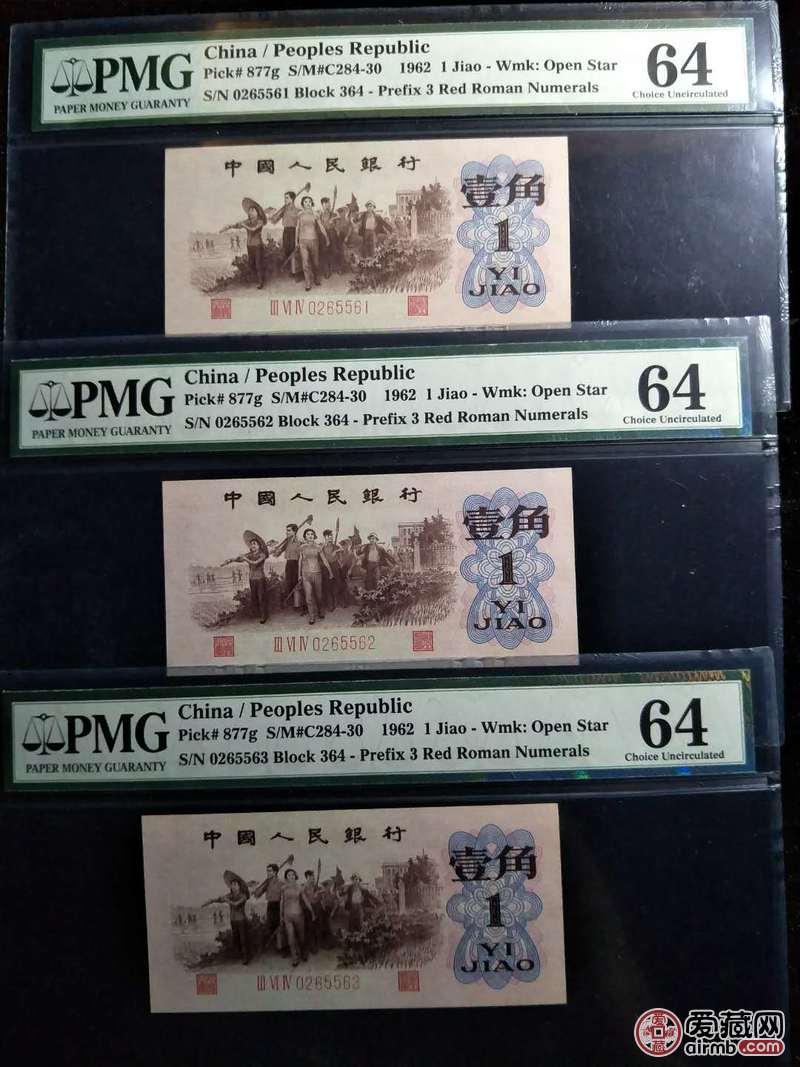 China / Peoples Republic
PMG
Pick# 877g S/M#C284-30 1962 1 Jiao - Wmk: Open Star
64
PAPER MONEY GUARANTY
S/N 0265561 Block 364 - Prefix 3 Red Roman Numerals
Choice Uncirculated
中國人民銀行
壹角
1
YI
JIAO
III VI IV 0265561
China / Peoples Republic
PMG
Pick# 877g S/M#C284-30 1962 1 Jiao - Wmk: Open Star
64
PAPER MONEY GUARANTY
S/N 0265562 Block 364 - Prefix 3 Red Roman Numerals
Choice Uncirculated
中國人民銀行
壹角
1
YI
JIAO
III VI IV 0265562
China / Peoples Republic
PMG
Pick# 877g S/M#C284-30 1962 1 Jiao - Wmk: Open Star
64
PAPER MONEY GUARANTY
S/N 0265563 Block 364 - Prefix 3 Red Roman Numerals
Choice Uncirculated
中國人民銀行
壹角
1
YI
JIAO
III VI IV 0265563
爱藏网
airmb.com